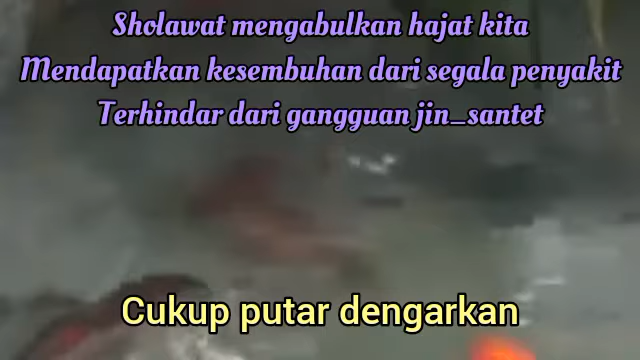 Sholawat mengabulkan hajat kita
Mendapatkan kesembuhan dari segala penyakit
Terhindar dari gangguan jin_santet
Cukup putar dengarkan